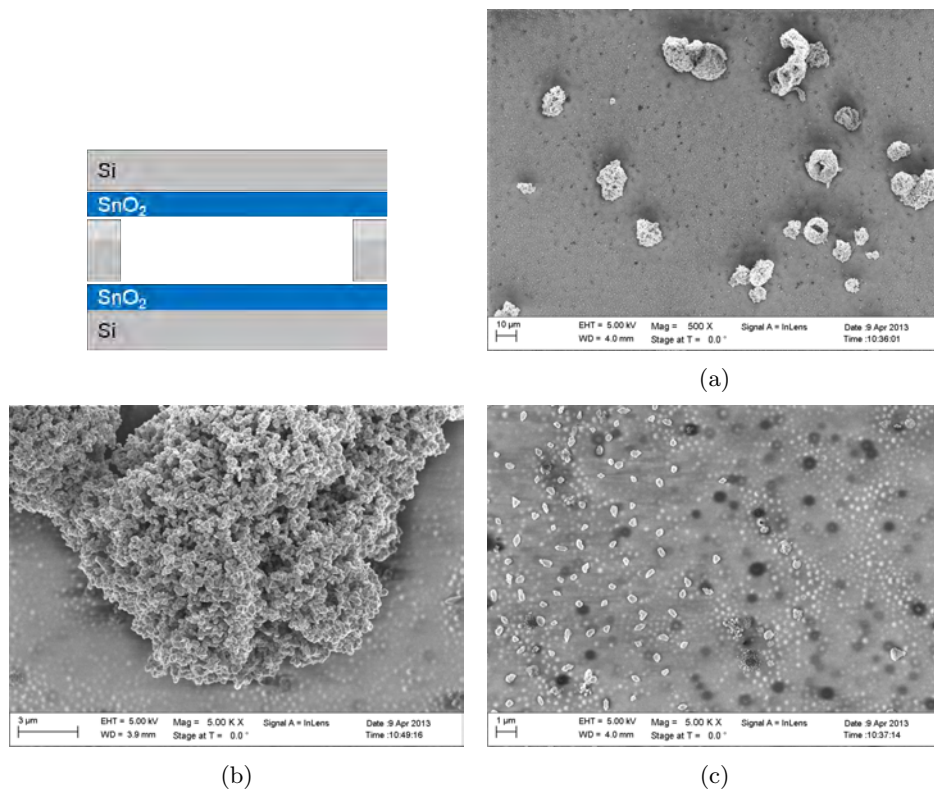 Si
SnO₂
SnO₂
Si
10 µm
EHT = 5.00 kV Mag = 500 X Signal A = InLens Date :9 Apr 2013
WD = 4.0 mm Stage at T = 0.0 ° Time :10:36:01
(a)
3 µm
EHT = 5.00 kV Mag = 5.00 K X Signal A = InLens Date :9 Apr 2013
WD = 3.9 mm Stage at T = 0.0 ° Time :10:49:16
1 µm
EHT = 5.00 kV Mag = 5.00 K X Signal A = InLens Date :9 Apr 2013
WD = 4.0 mm Stage at T = 0.0 ° Time :10:37:14
(b)
(c)